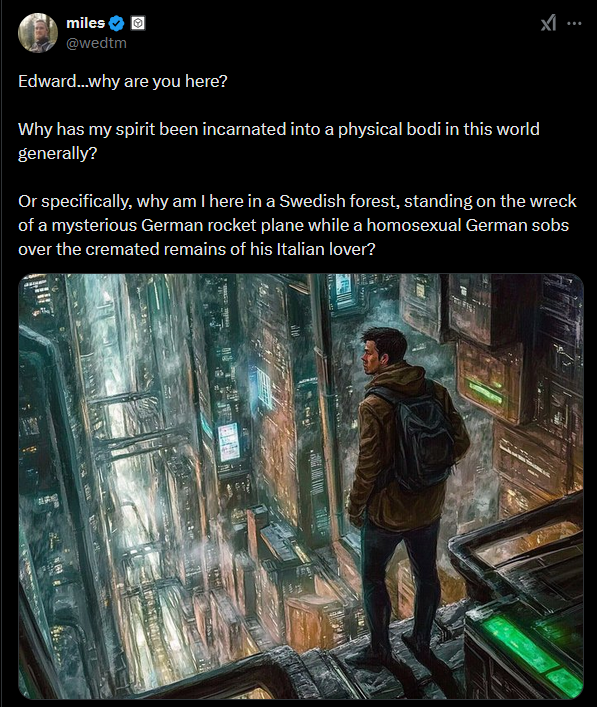 miles
@wedtm
Edward...why are you here?
Why has my spirit been incarnated into a physical bodi in this world
generally?
Or specifically, why am I here in a Swedish forest, standing on the wreck
of a mysterious German rocket plane while a homosexual German sobs
over the cremated remains of his Italian lover?